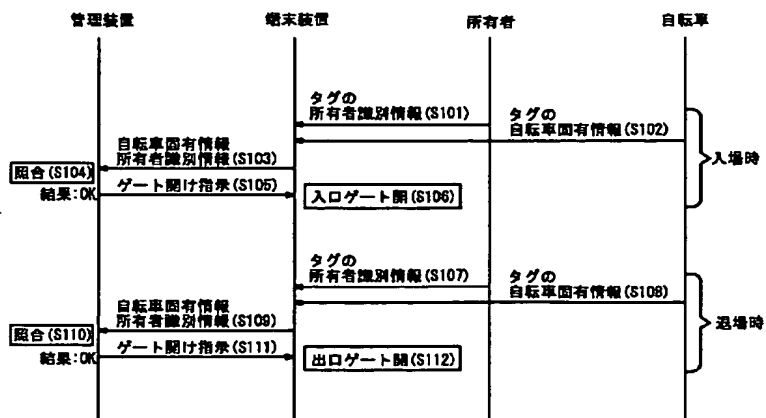 管理装置
端末装置
所有者
自転車
タグの
所有者識別情報(S101)
タグの
自転車固有情報(S102)
自転車固有情報
所有者識別情報(S103)
照合(S104)
結果:OK
ゲート開け指示(S105)
入口ゲート開(S106)
入場時
タグの
所有者識別情報(S107)
タグの
自転車固有情報(S108)
自転車固有情報
所有者識別情報(S109)
照合(S110)
結果:OK
ゲート開け指示(S111)
出口ゲート開(S112)
退場時